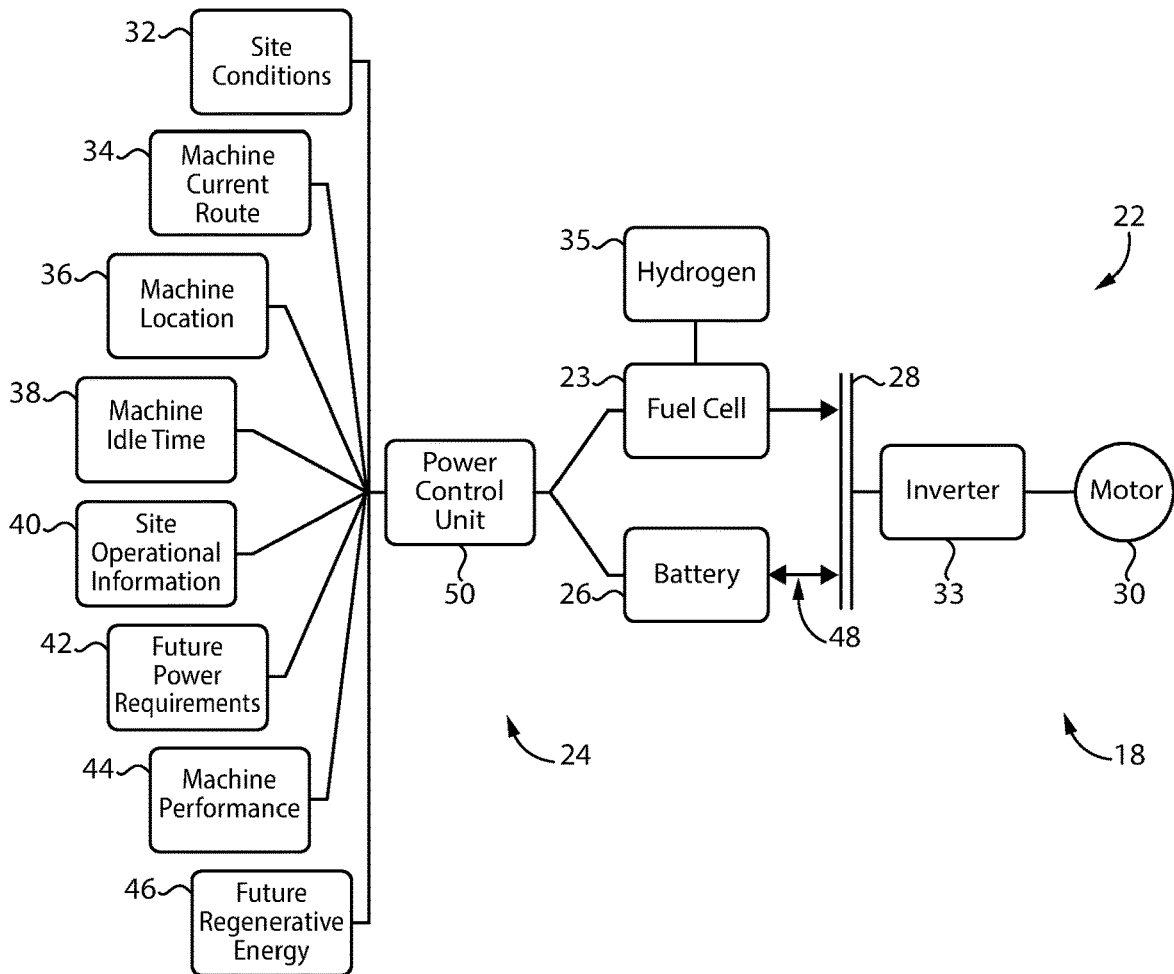 32
Site
Conditions
34
Machine
Current
Route
36
Machine
Location
38
Machine
Idle Time
40
Site
Operational
Information
42
Future
Power
Requirements
44
Machine
Performance
46
Future
Regenerative
Energy
Power
Control
Unit
50
35
Hydrogen
23
Fuel Cell
26
Battery
48
28
22
Inverter
33
Motor
30
24
18